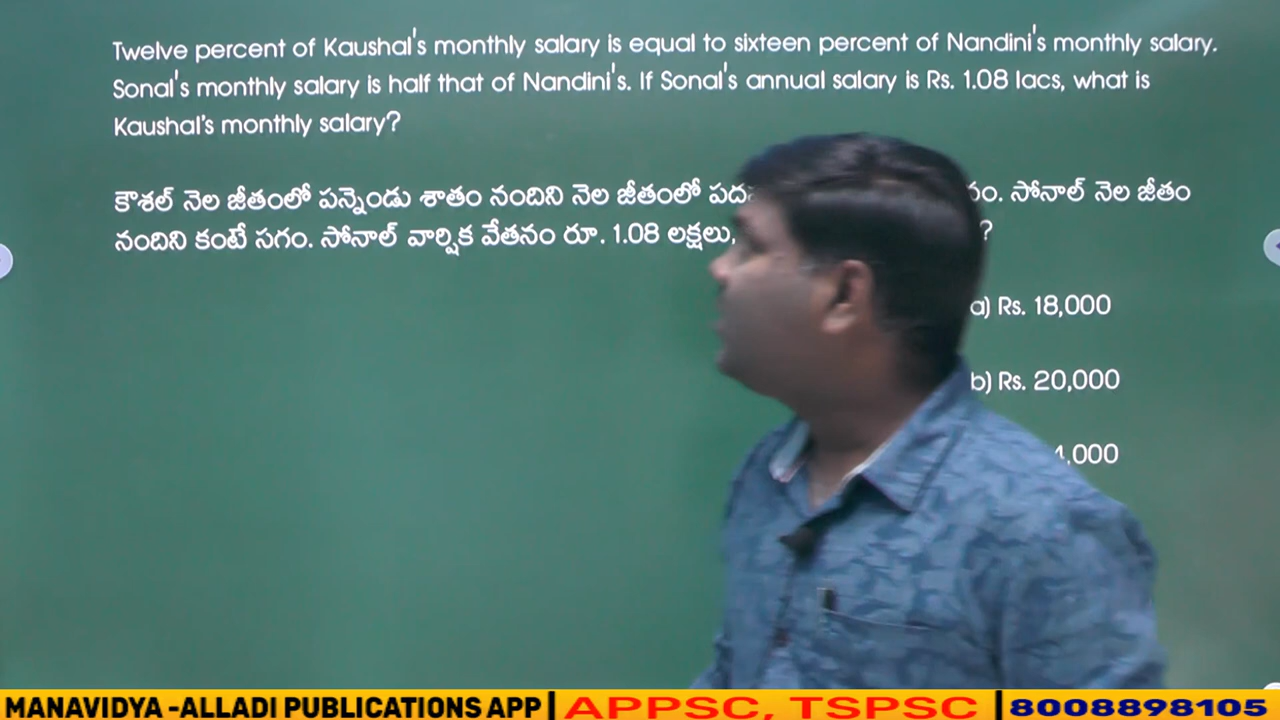 Twelve percent of Kaushal's monthly salary is equal to sixteen percent of Nandini's monthly salary.
Sonal's monthly salary is half that of Nandini's. If Sonal's annual salary is Rs. 1.08 lacs, what is
Kaushal's monthly salary?
కౌశల్ నెల జీతంలో పన్నెండు శాతం నందిని నెల జీతంలో సోనాల్ నెల జీతం
నందిని కంటే సగం. సోనాల్ వార్షిక వేతనం రూ. 1.08 లక్షలు, ?
a) Rs. 18,000
b) Rs. 20,000
,000
MANAVIDYA -ALLADI PUBLICATIONS APP | APPSC, TSPSC | 8008898105